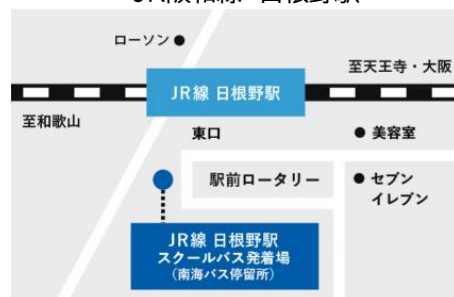 JR阪和線 日根野駅
ローソン
至天王寺・大阪
JR線 日根野駅
至和歌山
東口
美容室
駅前ロータリー
セブン
イレブン
JR線 日根野駅
スクールバス発着場
(南海バス停留所)